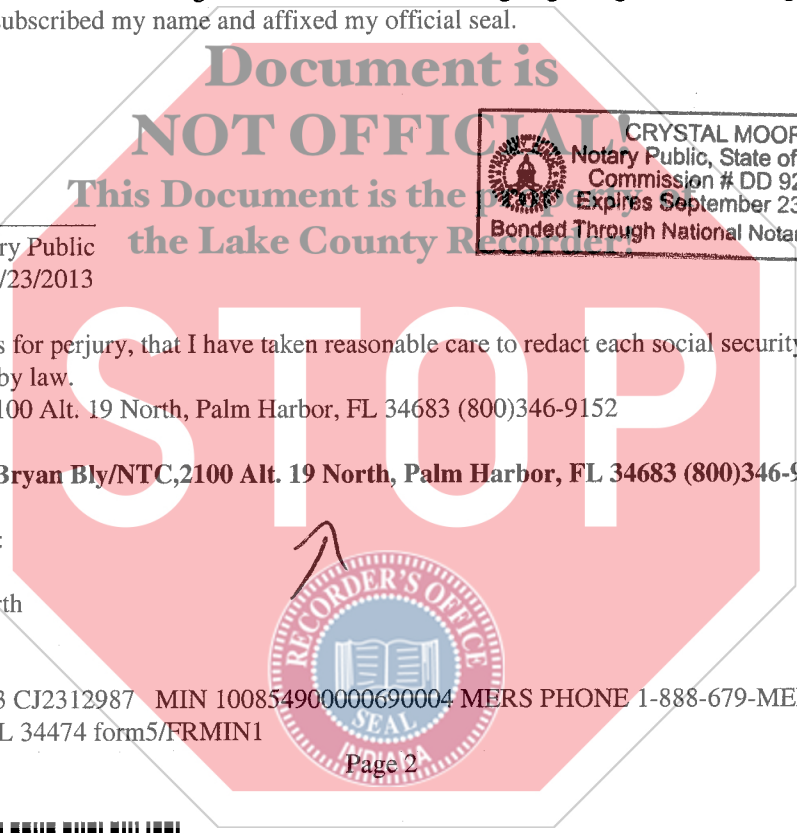 subscribed my name and affixed my official seal.
Document is
NOT OFFICIAL!
This Document is the property of
the Lake County Recorder!
CRYSTAL MOOR
Notary Public, State of
Commission # DD 92
Expires September 23
Bonded Through National Notar
ry Public
/23/2013
STOP
s for perjury, that I have taken reasonable care to redact each social security
by law.
100 Alt. 19 North, Palm Harbor, FL 34683 (800)346-9152
Bryan Bly/NTC,2100 Alt. 19 North, Palm Harbor, FL 34683 (800)346-9
:
rth
RECORDER'S OFFICE
SEAL
INDIANA
3 CJ2312987 MIN 100854900000690004 MERS PHONE 1-888-679-ME
L 34474 form5/FRMIN1
Page 2